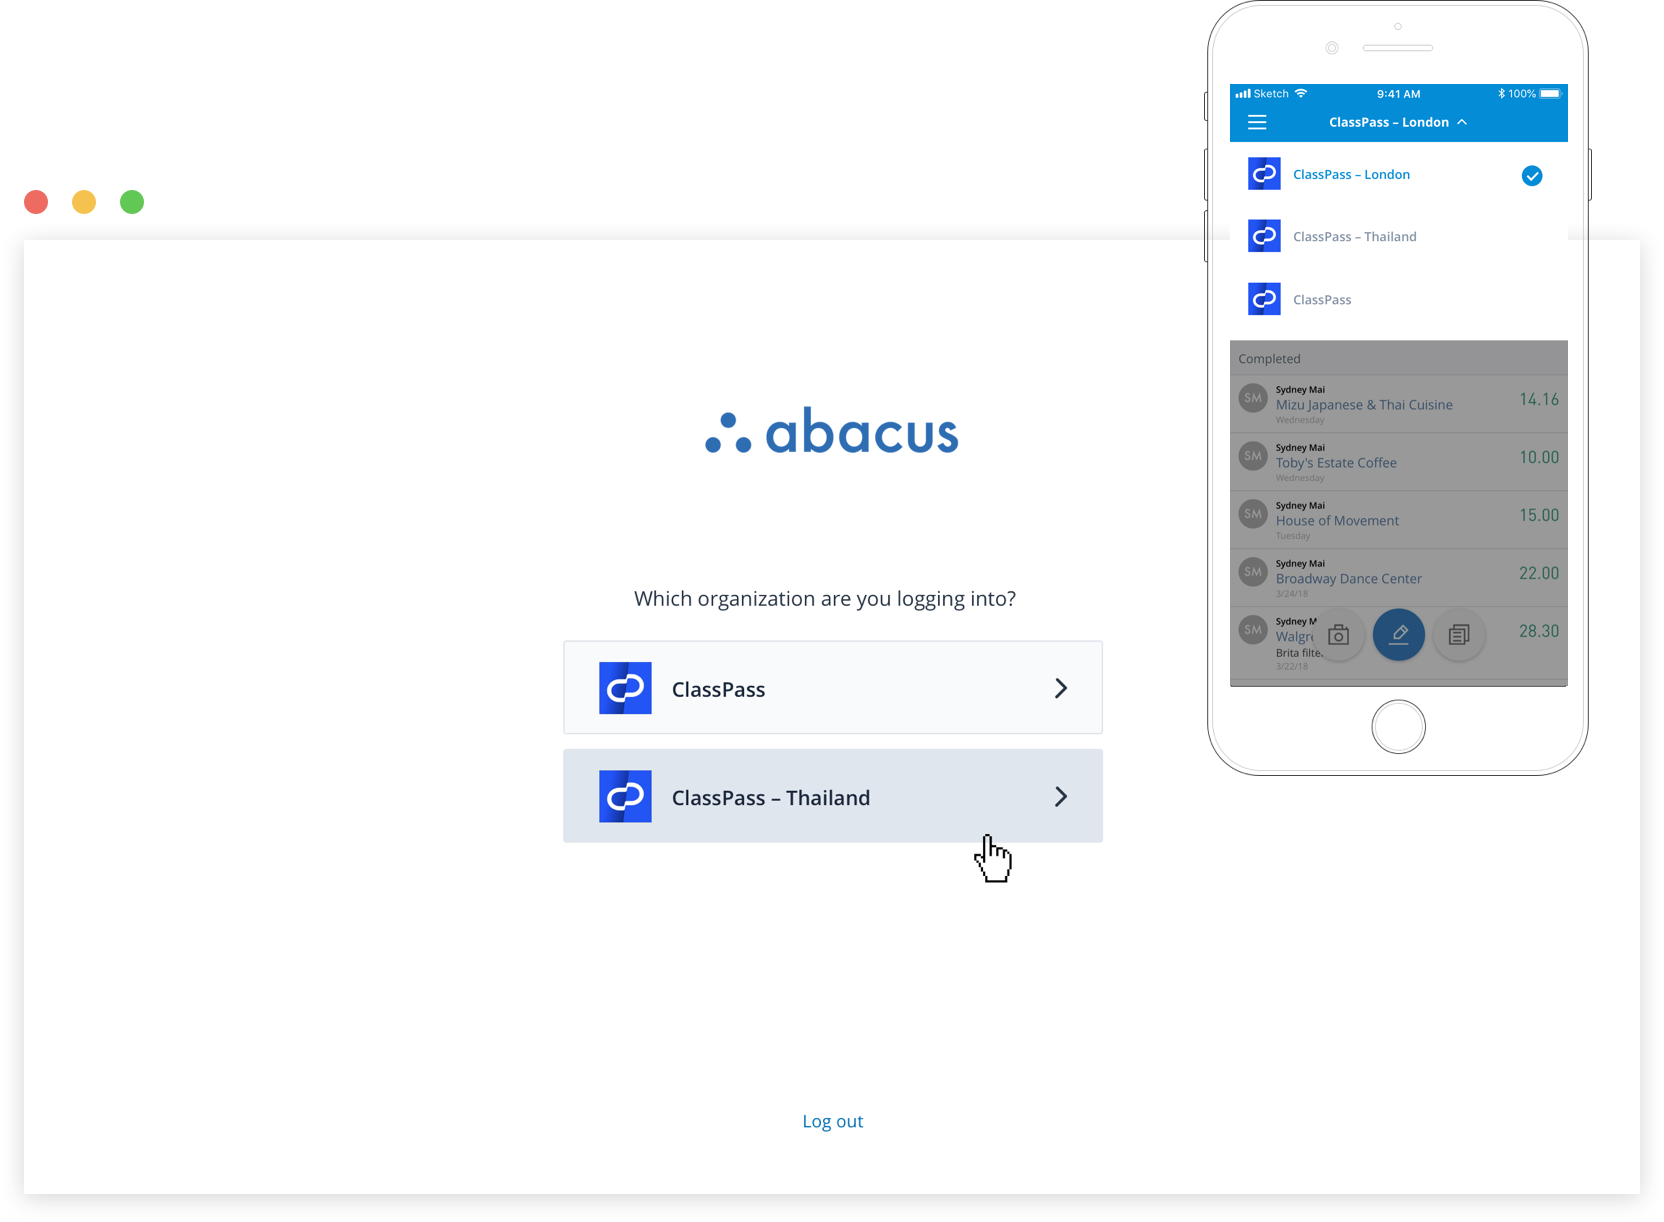 abacus
Which organization are you logging into?
ClassPass
ClassPass – Thailand
Log out
Sketch 9:41 AM 100%
ClassPass – London
ClassPass – London
ClassPass – Thailand
ClassPass
Completed
SM Sydney Mai
Mizu Japanese & Thai Cuisine 14.16
Wednesday
SM Sydney Mai
Toby's Estate Coffee 10.00
Wednesday
SM Sydney Mai
House of Movement 15.00
Tuesday
SM Sydney Mai
Broadway Dance Center 22.00
3/24/18
SM Sydney M
Walgr 28.30
Brita filte
3/22/18